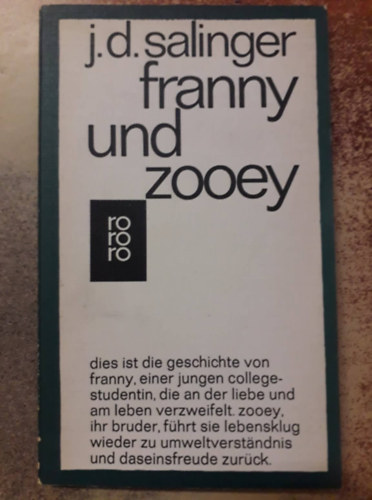 j.d.salinger
franny
und
zooey
ro
ro
ro
dies ist die geschichte von
franny, einer jungen college-
studentin, die an der liebe und
am leben verzweifelt. zooey,
ihr bruder, führt sie lebensklug
wieder zu umweltverständnis
und daseinsfreude zurück.